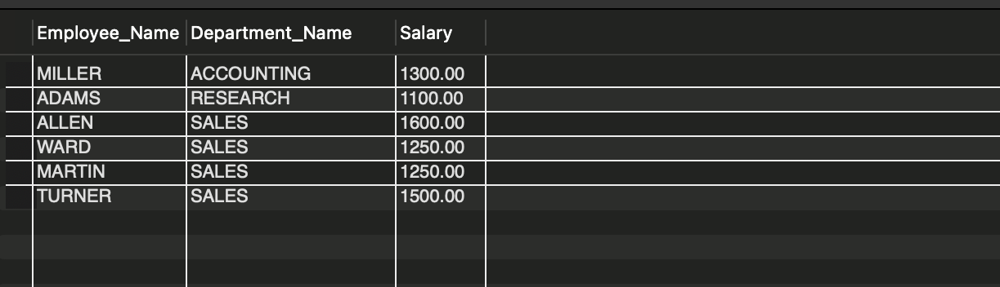 Employee_Name Department_Name Salary
MILLER ACCOUNTING 1300.00
ADAMS RESEARCH 1100.00
ALLEN SALES 1600.00
WARD SALES 1250.00
MARTIN SALES 1250.00
TURNER SALES 1500.00